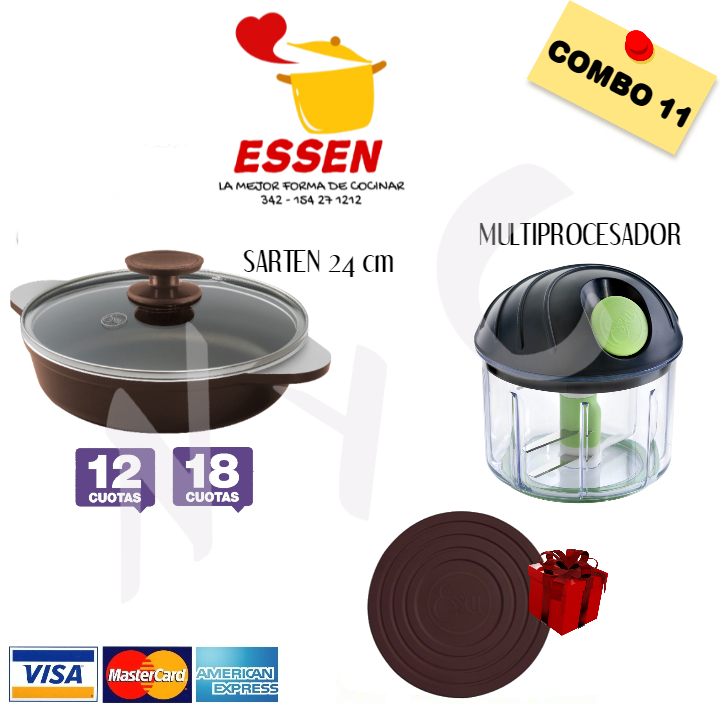 COMBO 11
ESSEN
LA MEJOR FORMA DE COCINAR
342 - 154 27 1212
SARTEN 24 cm
MULTIPROCESADOR
12
CUOTAS
18
CUOTAS
VISA
MasterCard
AMERICAN
EXPRESS